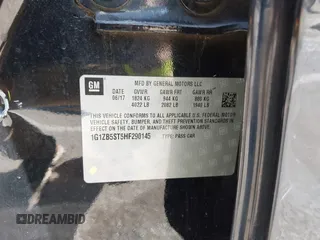 GM
MFD BY GENERAL MOTORS LLC
DATE GVWR GAWR FRT GAWR RR
06/17 1824 KG 944 KG 880 KG
4022 LB 2082 LB 1940 LB
THIS VEHICLE CONFORMS TO ALL APPLICABLE U.S. FEDERAL MOTOR
VEHICLE SAFETY, BUMPER, AND THEFT PREVENTION STANDARDS IN
EFFECT ON THE DATE OF MANUFACTURE SHOWN ABOVE.
1G1ZB5ST5HF290145
TYPE: PASS CAR